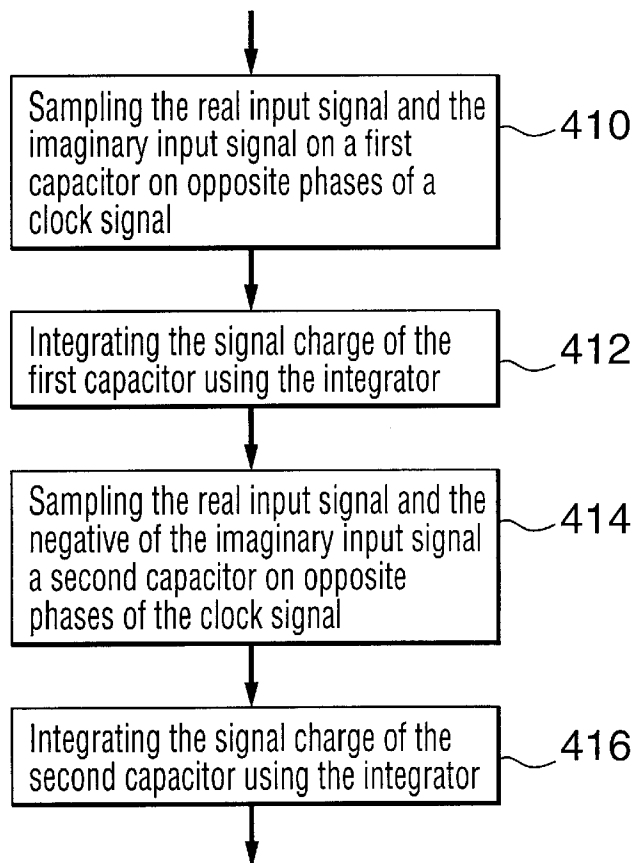 Sampling the real input signal and the
imaginary input signal on a first
capacitor on opposite phases of a
clock signal
410
Integrating the signal charge of the
first capacitor using the integrator
412
Sampling the real input signal and the
negative of the imaginary input signal
a second capacitor on opposite
phases of the clock signal
414
Integrating the signal charge of the
second capacitor using the integrator
416